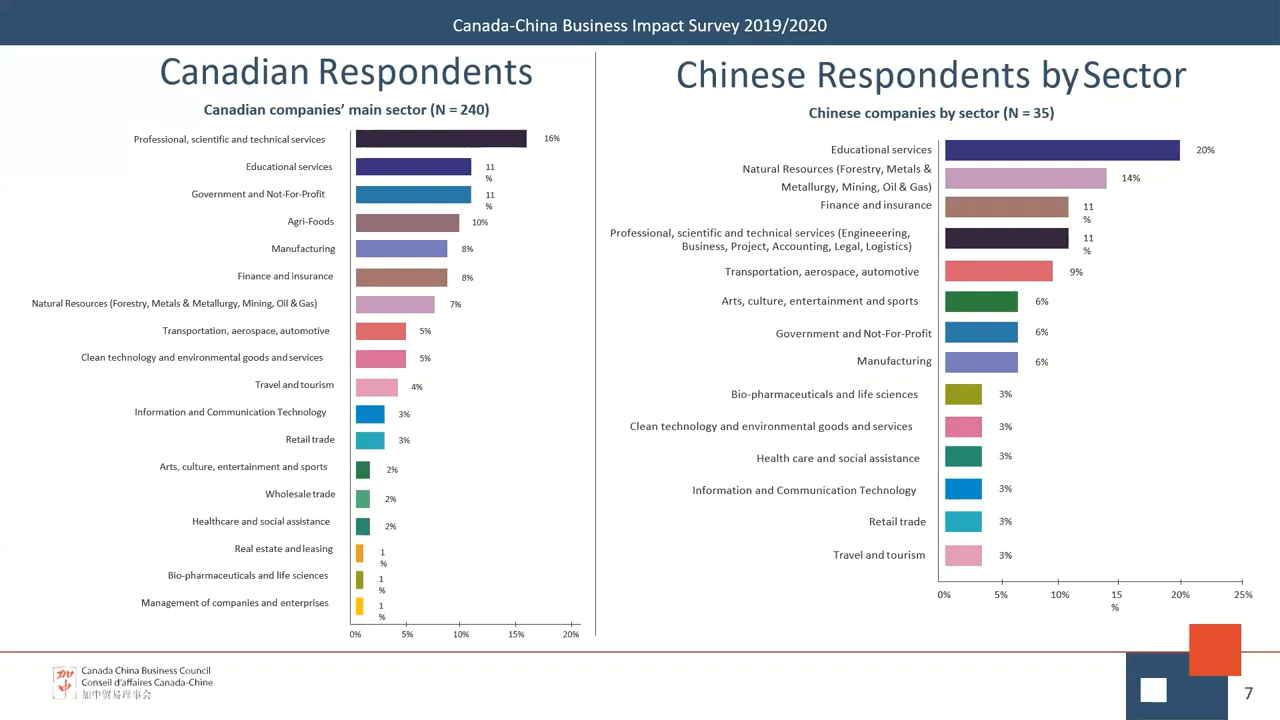 Canada-China Business Impact Survey 2019/2020
Canadian Respondents
Canadian companies' main sector (N = 240)
Professional, scientific and technical services
16%
Educational services
11
%
Government and Not-For-Profit
11
%
Agri-Foods
10%
Manufacturing
8%
Finance and insurance
8%
Natural Resources (Forestry, Metals & Metallurgy, Mining, Oil & Gas)
7%
Transportation, aerospace, automotive
5%
Clean technology and environmental goods and services
5%
Travel and tourism
4%
Information and Communication Technology
3%
Retail trade
3%
Arts, culture, entertainment and sports
2%
Wholesale trade
2%
Healthcare and social assistance
2%
Real estate and leasing
1
%
Bio-pharmaceuticals and life sciences
1
%
Management of companies and enterprises
1
%
0% 5% 10% 15% 20%
Chinese Respondents by Sector
Chinese companies by sector (N = 35)
Educational services
20%
Natural Resources (Forestry, Metals &
Metallurgy, Mining, Oil & Gas)
14%
Finance and insurance
11
%
Professional, scientific and technical services (Engineeering,
Business, Project, Accounting, Legal, Logistics)
11
%
Transportation, aerospace, automotive
9%
Arts, culture, entertainment and sports
6%
Government and Not-For-Profit
6%
Manufacturing
6%
Bio-pharmaceuticals and life sciences
3%
Clean technology and environmental goods and services
3%
Health care and social assistance
3%
Information and Communication Technology
3%
Retail trade
3%
Travel and tourism
3%
0% 5% 10% 15 20% 25%
%
加中
Canada China Business Council
Conseil d'affaires Canada-Chine
加中贸易理事会
7